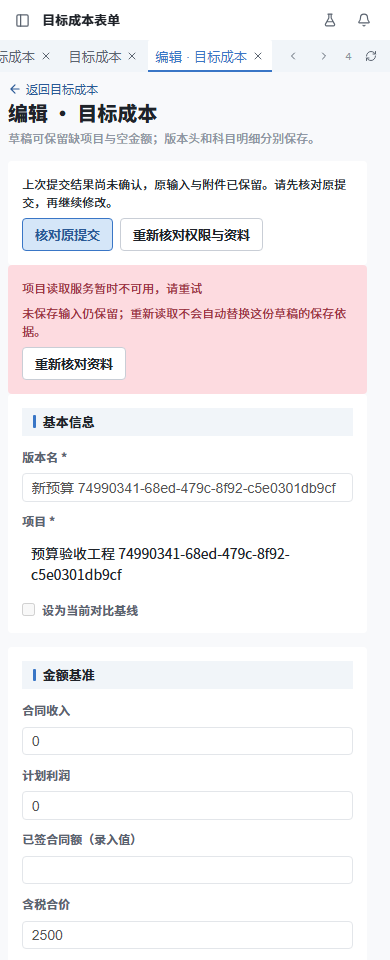 目标成本表单
际成本
目标成本
编辑 · 目标成本
4
返回目标成本
编辑 · 目标成本
草稿可保留缺项目与空金额；版本头和科目明细分别保存。
上次提交结果尚未确认，原输入与附件已保留。请先核对原提
交，再继续修改。
核对原提交
重新核对权限与资料
项目读取服务暂时不可用，请重试
未保存输入仍保留；重新读取不会自动替换这份草稿的保存依
据。
重新核对资料
基本信息
版本名 *
新预算 74990341-68ed-479c-8f92-c5e0301db9cf
项目 *
预算验收工程 74990341-68ed-479c-8f92-
c5e0301db9cf
设为当前对比基线
金额基准
合同收入
0
计划利润
0
已签合同额（录入值）
含税合价
2500